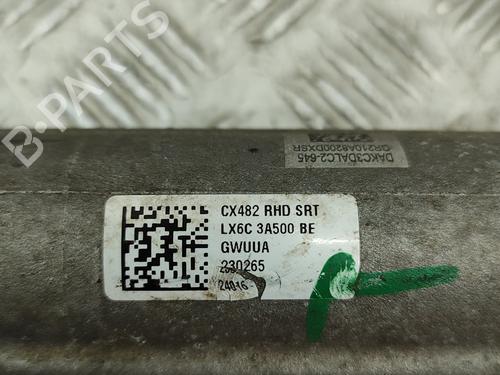 B-PARTS
DAKC3DALC2-645
GR210A8200DXSR
CX482 RHD SRT
LX6C 3A500 BE
GWUUA
230265
24016